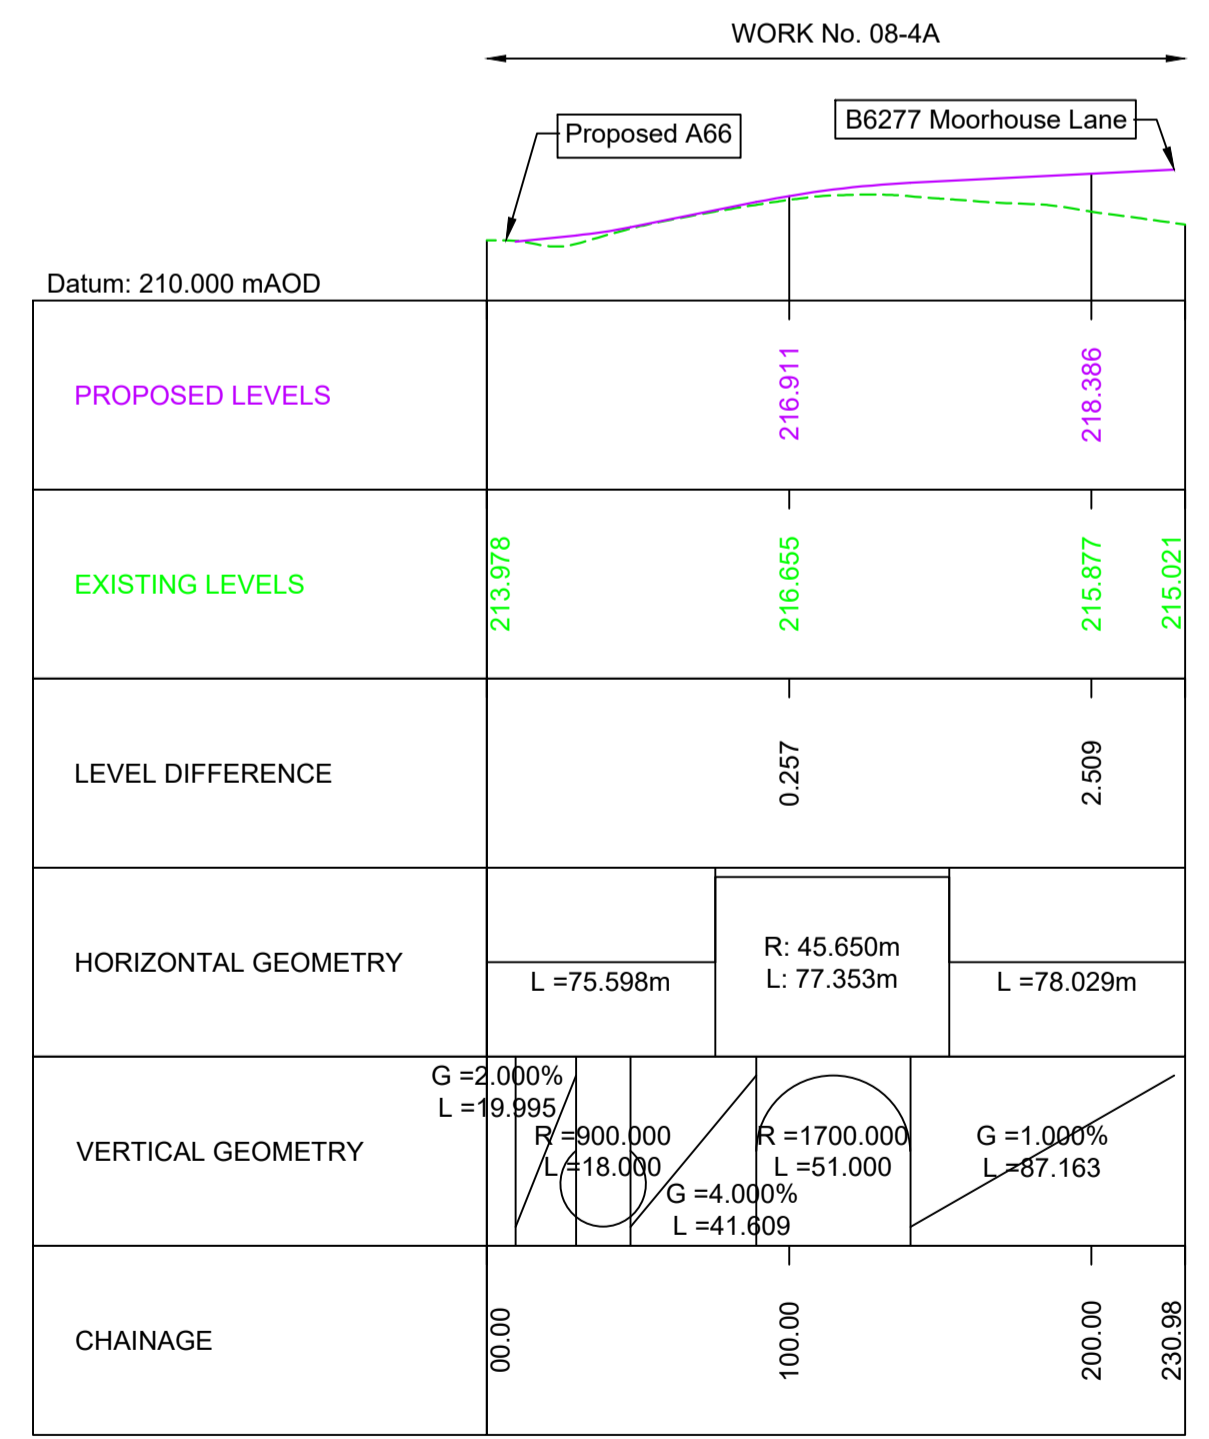 WORK No. 08-4A
B6277 Moorhouse Lane
Proposed A66
Datum: 210.000 mAOD
PROPOSED LEVELS
216.911
218.386
EXISTING LEVELS
213.978
216.655
215.877
215.021
LEVEL DIFFERENCE
0.257
2.509
HORIZONTAL GEOMETRY
L =75.598m
R: 45.650m
L: 77.353m
L =78.029m
VERTICAL GEOMETRY
G =2.000%
L =19.995
R =900.000
L =18.000
G =4.000%
L =41.609
R =1700.000
L =51.000
G =1.000%
L =87.163
CHAINAGE
00.00
100.00
200.00
230.98